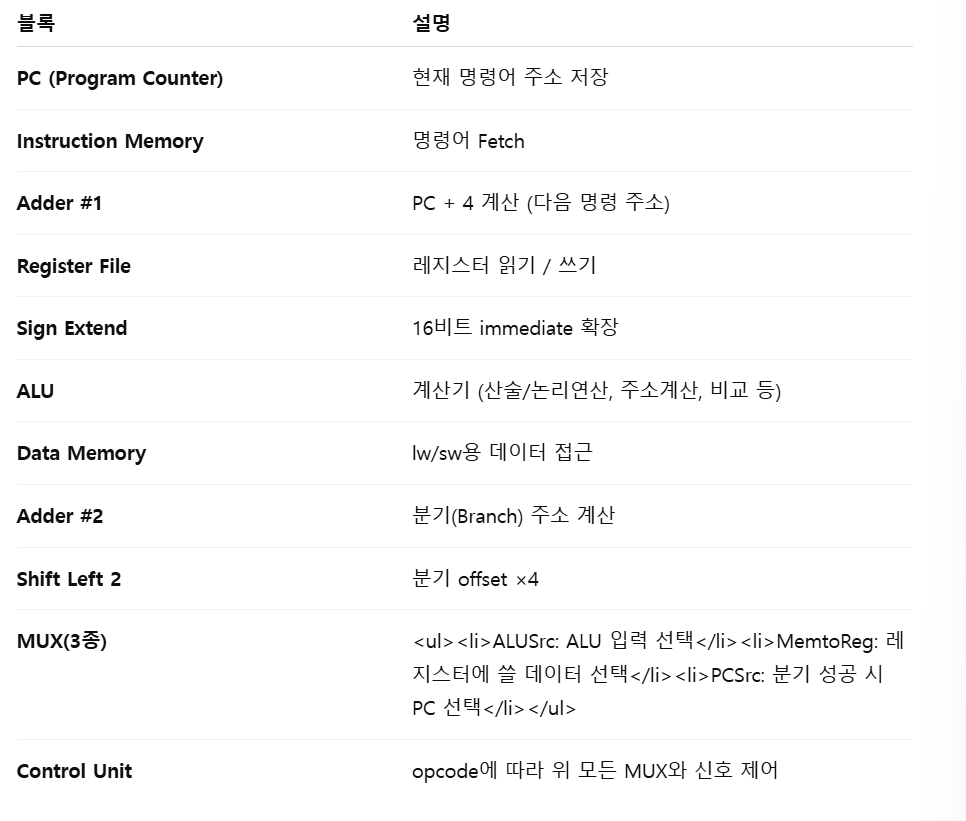 블록 설명
PC (Program Counter) 현재 명령어 주소 저장
Instruction Memory 명령어 Fetch
Adder #1 PC + 4 계산 (다음 명령 주소)
Register File 레지스터 읽기 / 쓰기
Sign Extend 16비트 immediate 확장
ALU 계산기 (산술/논리연산, 주소계산, 비교 등)
Data Memory lw/sw용 데이터 접근
Adder #2 분기(Branch) 주소 계산
Shift Left 2 분기 offset ×4
MUX(3종) <ul><li>ALUSrc: ALU 입력 선택</li><li>MemtoReg: 레
지스터에 쓸 데이터 선택</li><li>PCSrc: 분기 성공 시
PC 선택</li></ul>
Control Unit opcode에 따라 위 모든 MUX와 신호 제어